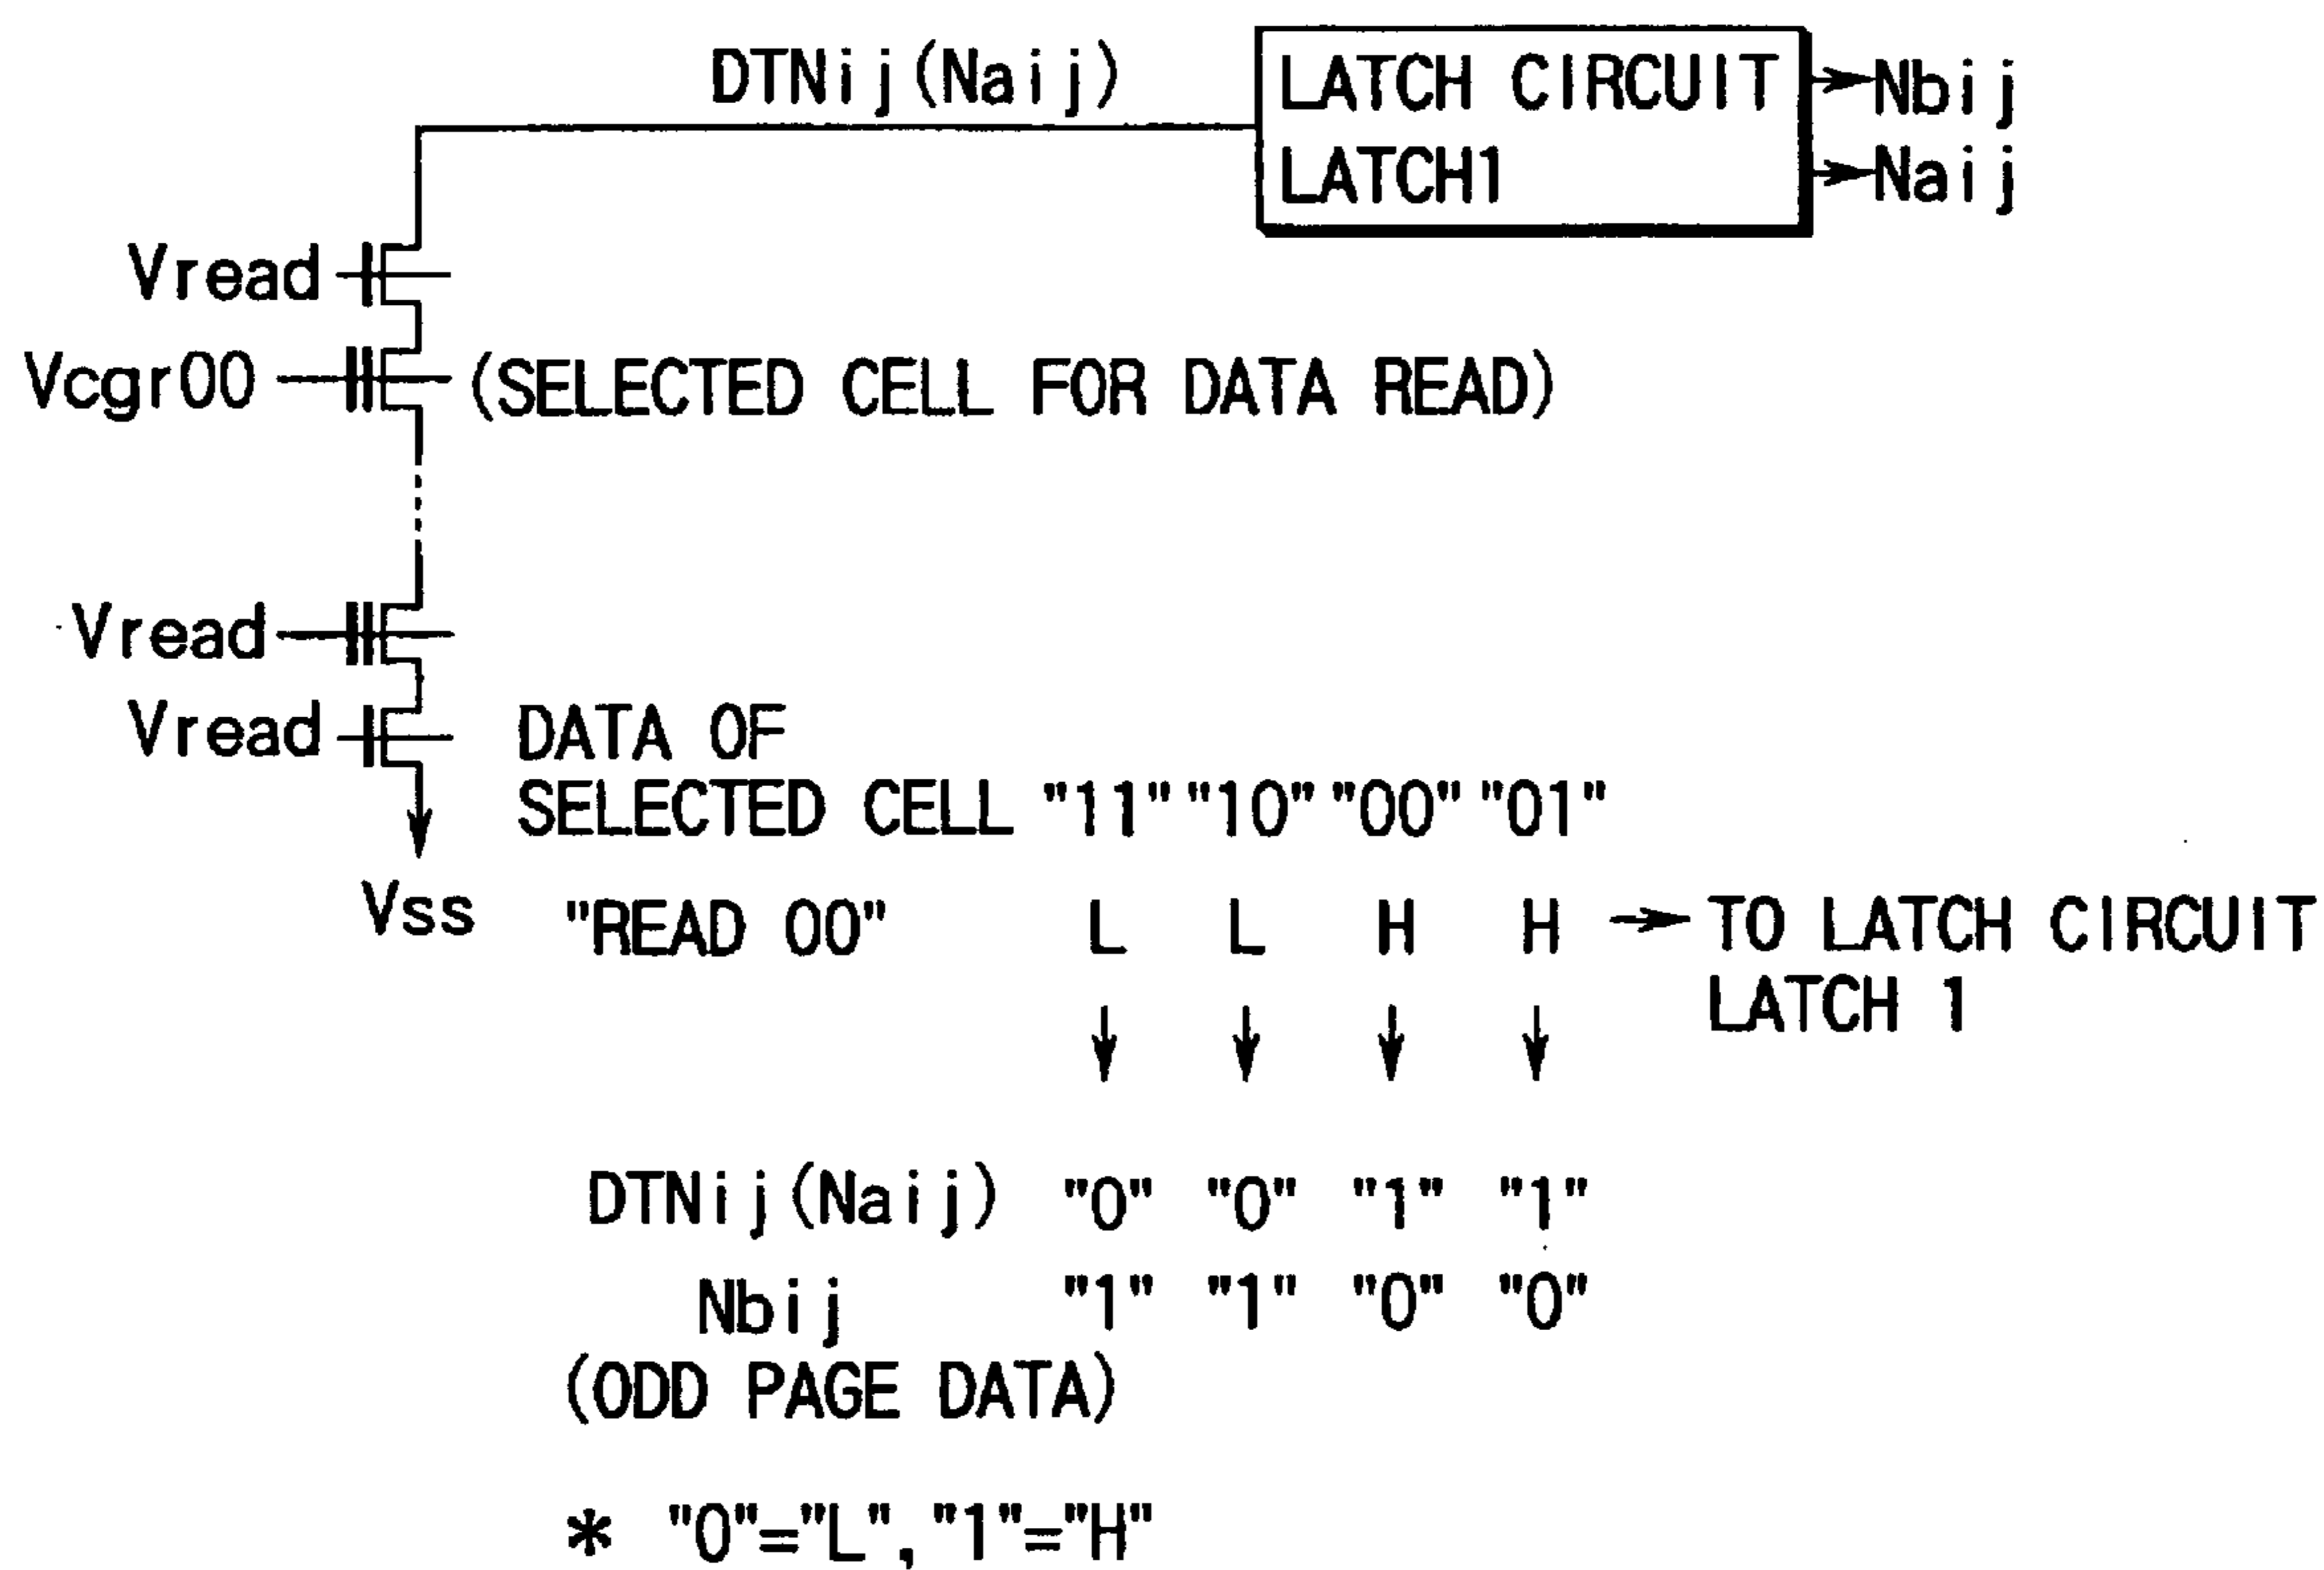 DTNij(Naij)
LATCH CIRCUIT
LATCH1
Nbij
Naij
Vread
Vcgr00 (SELECTED CELL FOR DATA READ)
Vread
Vread
DATA OF
SELECTED CELL "11" "10" "00" "01"
Vss "READ 00" L L H H TO LATCH CIRCUIT
LATCH 1
DTNij(Naij) "0" "0" "1" "1"
Nbij "1" "1" "0" "0"
(ODD PAGE DATA)
* "0"="L","1"="H"